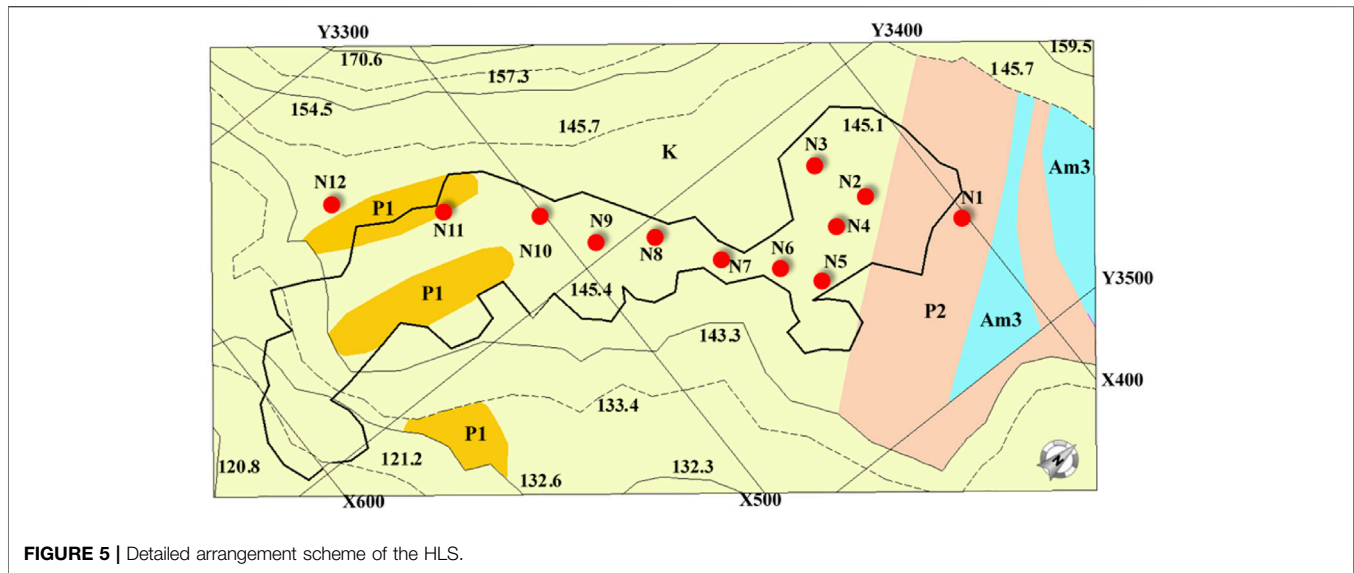 Y3300
Y3400
170.6
159.5
157.3
145.7
154.5
145.7
145.1
K
N3
Am3
N12
N2
N1
P1
N11
N10
N9
N8
N4
N7
N6
N5
Y3500
P1
145.4
P2
Am3
143.3
X400
133.4
P1
120.8
121.2
132.6
132.3
N
X600
X500
FIGURE 5 | Detailed arrangement scheme of the HLS.